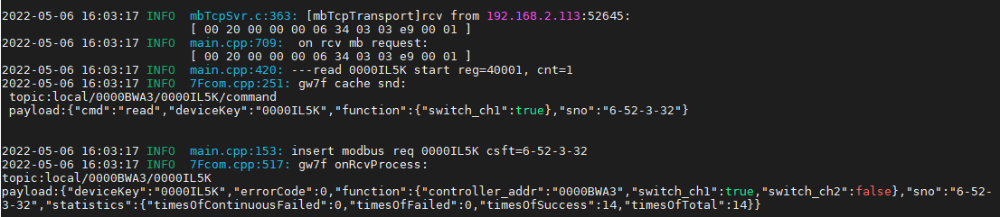 2022-05-06 16:03:17 INFO  mbTcpSvr.c:363: [mbTcpTransport]rcv from 192.168.2.113:52645:
[ 00 20 00 00 00 06 34 03 03 e9 00 01 ]
2022-05-06 16:03:17 INFO  main.cpp:709:  on rcv mb request:
[ 00 20 00 00 00 06 34 03 03 e9 00 01 ]
2022-05-06 16:03:17 INFO  main.cpp:420: ---read 0000IL5K start reg=40001, cnt=1
2022-05-06 16:03:17 INFO  7Fcom.cpp:251: gw7f cache snd:
topic:local/0000BWA3/0000IL5K/command
payload:{"cmd":"read","deviceKey":"0000IL5K","function":{"switch_ch1":true},"sno":"6-52-3-32"}
2022-05-06 16:03:17 INFO  main.cpp:153: insert modbus req 0000IL5K csft=6-52-3-32
2022-05-06 16:03:17 INFO  7Fcom.cpp:517: gw7f onRcvProcess:
topic:local/0000BWA3/0000IL5K
payload:{"deviceKey":"0000IL5K","errorCode":0,"function":{"controller_addr":"0000BWA3","switch_ch1":true,"switch_ch2":false},"sno":"6-52-
3-32","statistics":{"timesOfContinuousFailed":0,"timesOfFailed":0,"timesOfSuccess":14,"timesOfTotal":14}}